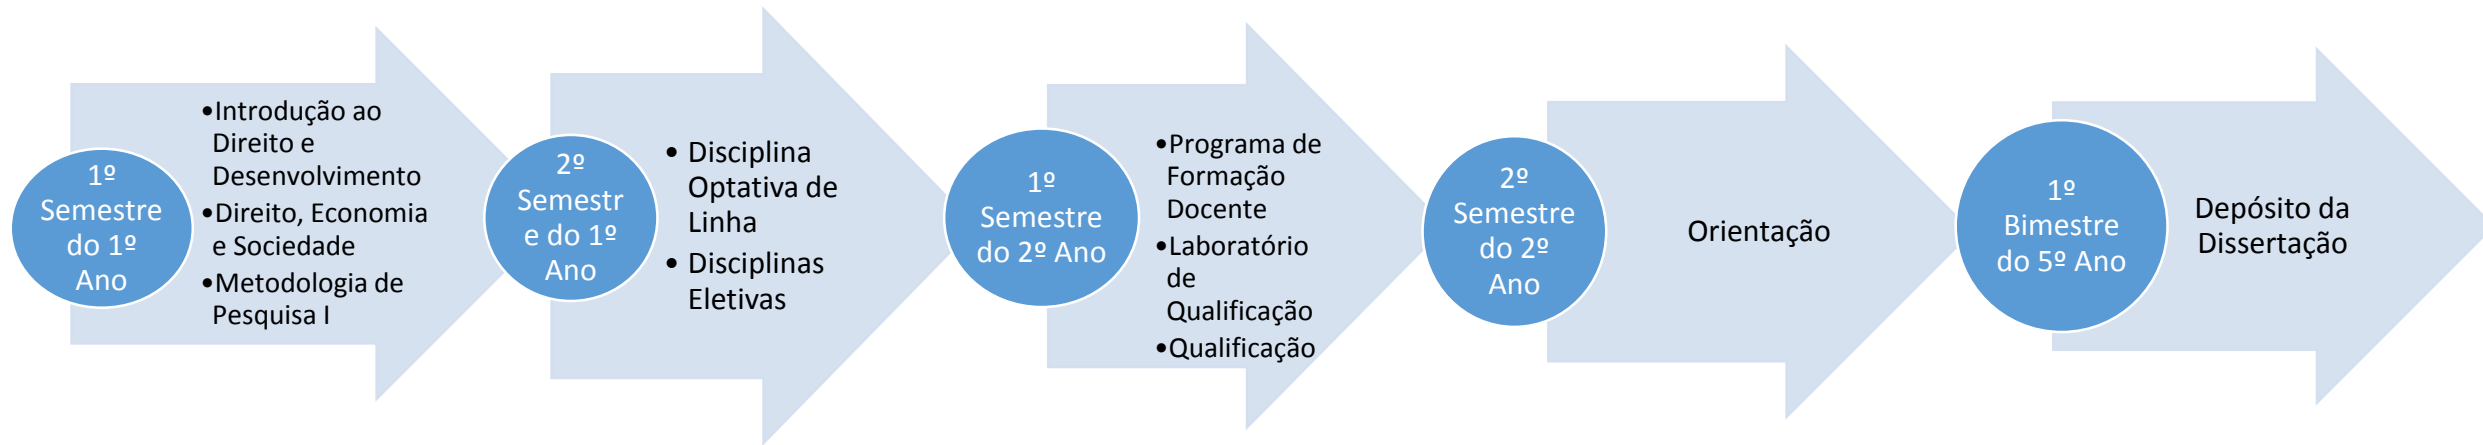 1º
Semestre
do 1º
Ano
•Introdução ao
Direito e
Desenvolvimento
•Direito, Economia
e Sociedade
•Metodologia de
Pesquisa I
2º
Semestr
e do 1º
Ano
• Disciplina
Optativa de
Linha
• Disciplinas
Eletivas
1º
Semestre
do 2º Ano
•Programa de
Formação
Docente
•Laboratório
de
Qualificação
•Qualificação
2º
Semestre
do 2º
Ano
Orientação
1º
Bimestre
do 5º Ano
Depósito da
Dissertação